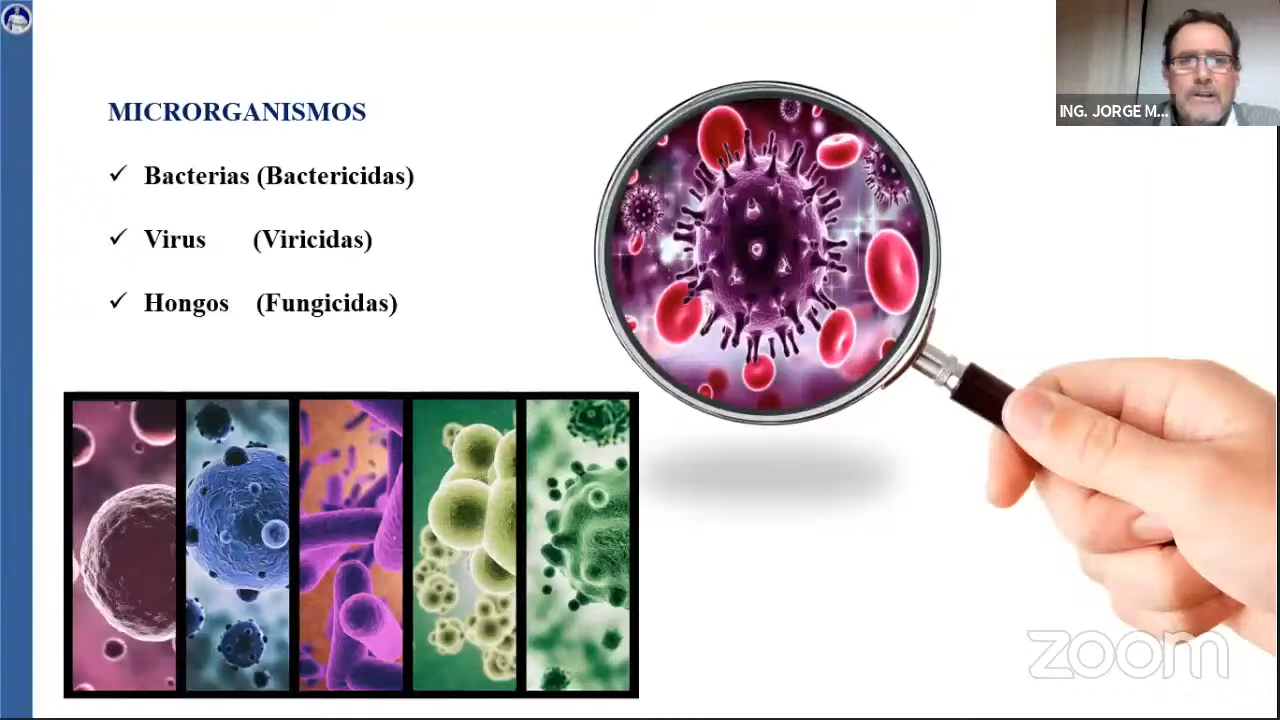 MICRORGANISMOS
✓ Bacterias (Bactericidas)
✓ Virus (Viricidas)
✓ Hongos (Fungicidas)
ING. JORGE M...
zoom